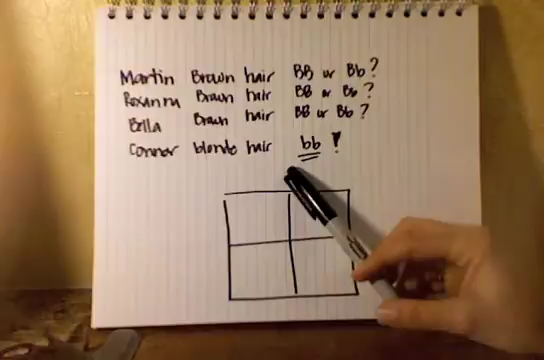 Martin Brown hair BB or Bb?
Roxanna Brown hair BB or Bb?
Bella Brown hair BB or Bb?
Connor blonde hair bb!